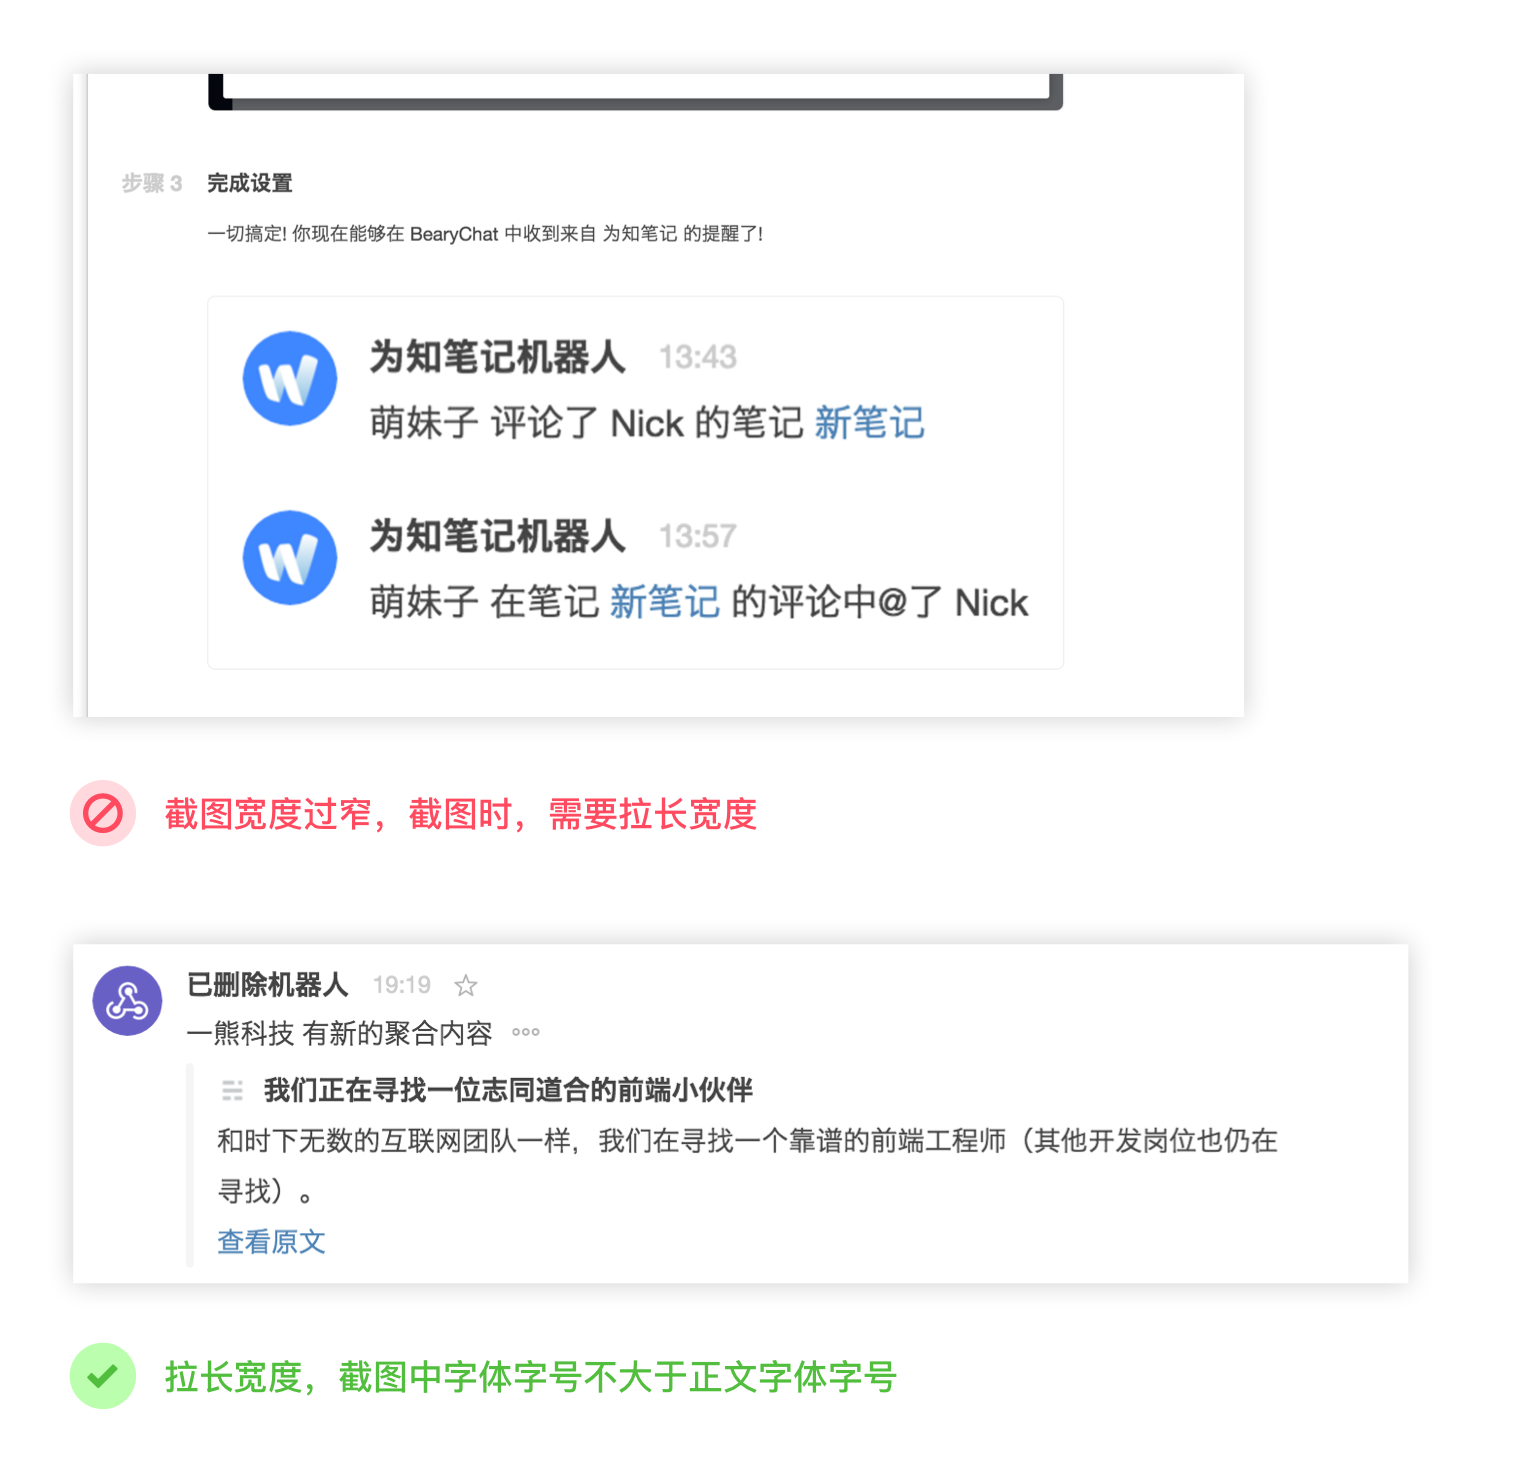 步骤 3 完成设置
一切搞定! 你现在能够在 BearyChat 中收到来自 为知笔记 的提醒了!
为知笔记机器人 13:43
萌妹子 评论了 Nick 的笔记 新笔记
为知笔记机器人 13:57
萌妹子 在笔记 新笔记 的评论中@了 Nick
截图宽度过窄，截图时，需要拉长宽度
已删除机器人 19:19
一熊科技 有新的聚合内容
我们正在寻找一位志同道合的前端小伙伴
和时下无数的互联网团队一样，我们在寻找一个靠谱的前端工程师（其他开发岗位也仍在
寻找）。
查看原文
拉长宽度，截图中字体字号不大于正文字体字号